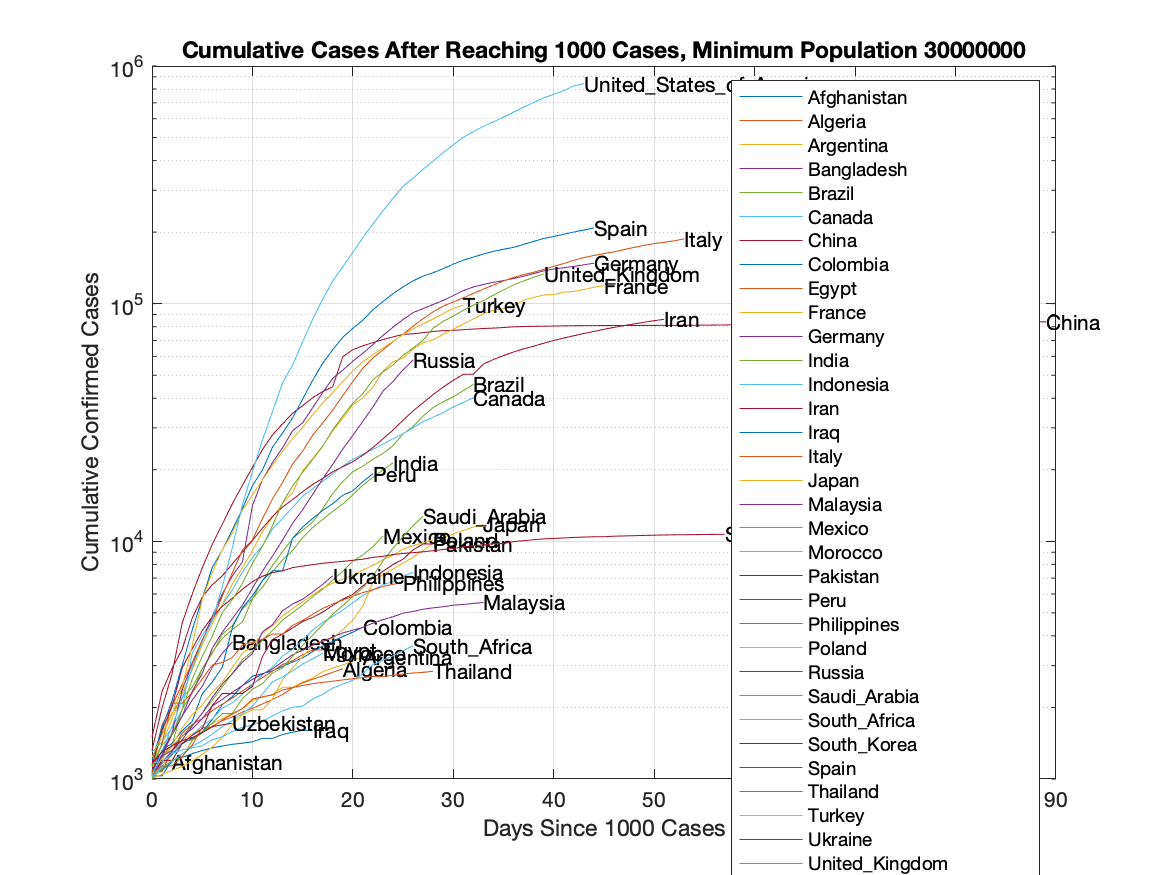 Cumulative Cases After Reaching 1000 Cases, Minimum Population 30000000
10^6
10^5
10^4
10^3
Cumulative Confirmed Cases
United_States_o
Spain
Italy
Germany
United_Kingdom
France
Turkey
Iran
China
Russia
Brazil
Canada
India
Peru
Saudi_Arabia
Japan
Mexico
Poland
Pakistan
S
Ukraine
Indonesia
Philippines
Malaysia
Colombia
Bangladesh
Egypt
Morocco
Argentina
South_Africa
Algeria
Thailand
Uzbekistan
Iraq
Afghanistan
0 10 20 30 40 50 90
Days Since 1000 Cases
Afghanistan
Algeria
Argentina
Bangladesh
Brazil
Canada
China
Colombia
Egypt
France
Germany
India
Indonesia
Iran
Iraq
Italy
Japan
Malaysia
Mexico
Morocco
Pakistan
Peru
Philippines
Poland
Russia
Saudi_Arabia
South_Africa
South_Korea
Spain
Thailand
Turkey
Ukraine
United_Kingdom